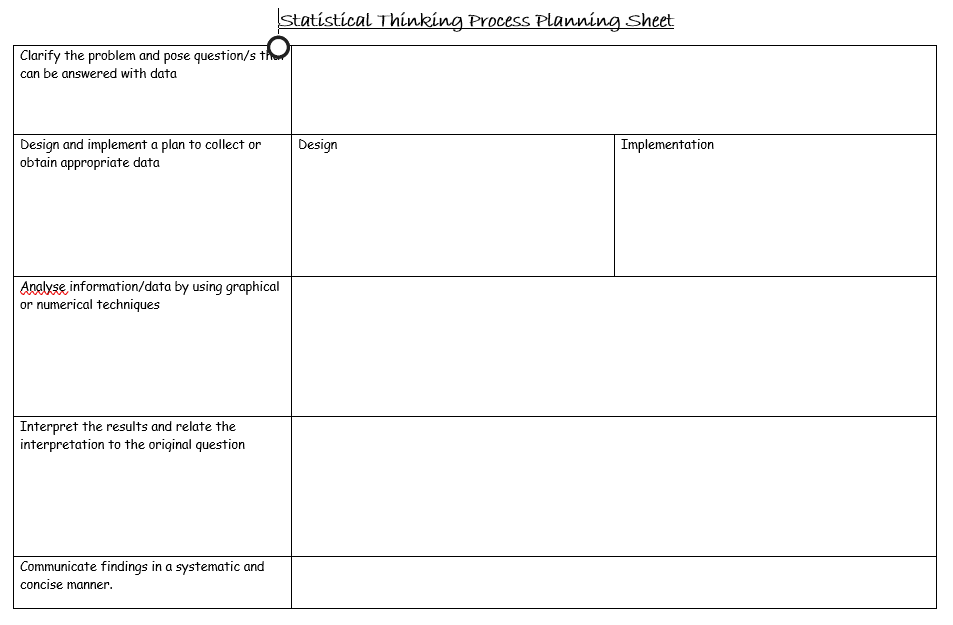 Statistical Thinking Process Planning Sheet
Clarify the problem and pose question/s that
can be answered with data
Design and implement a plan to collect or
obtain appropriate data
Design
Implementation
Analyse information/data by using graphical
or numerical techniques
Interpret the results and relate the
interpretation to the original question
Communicate findings in a systematic and
concise manner.